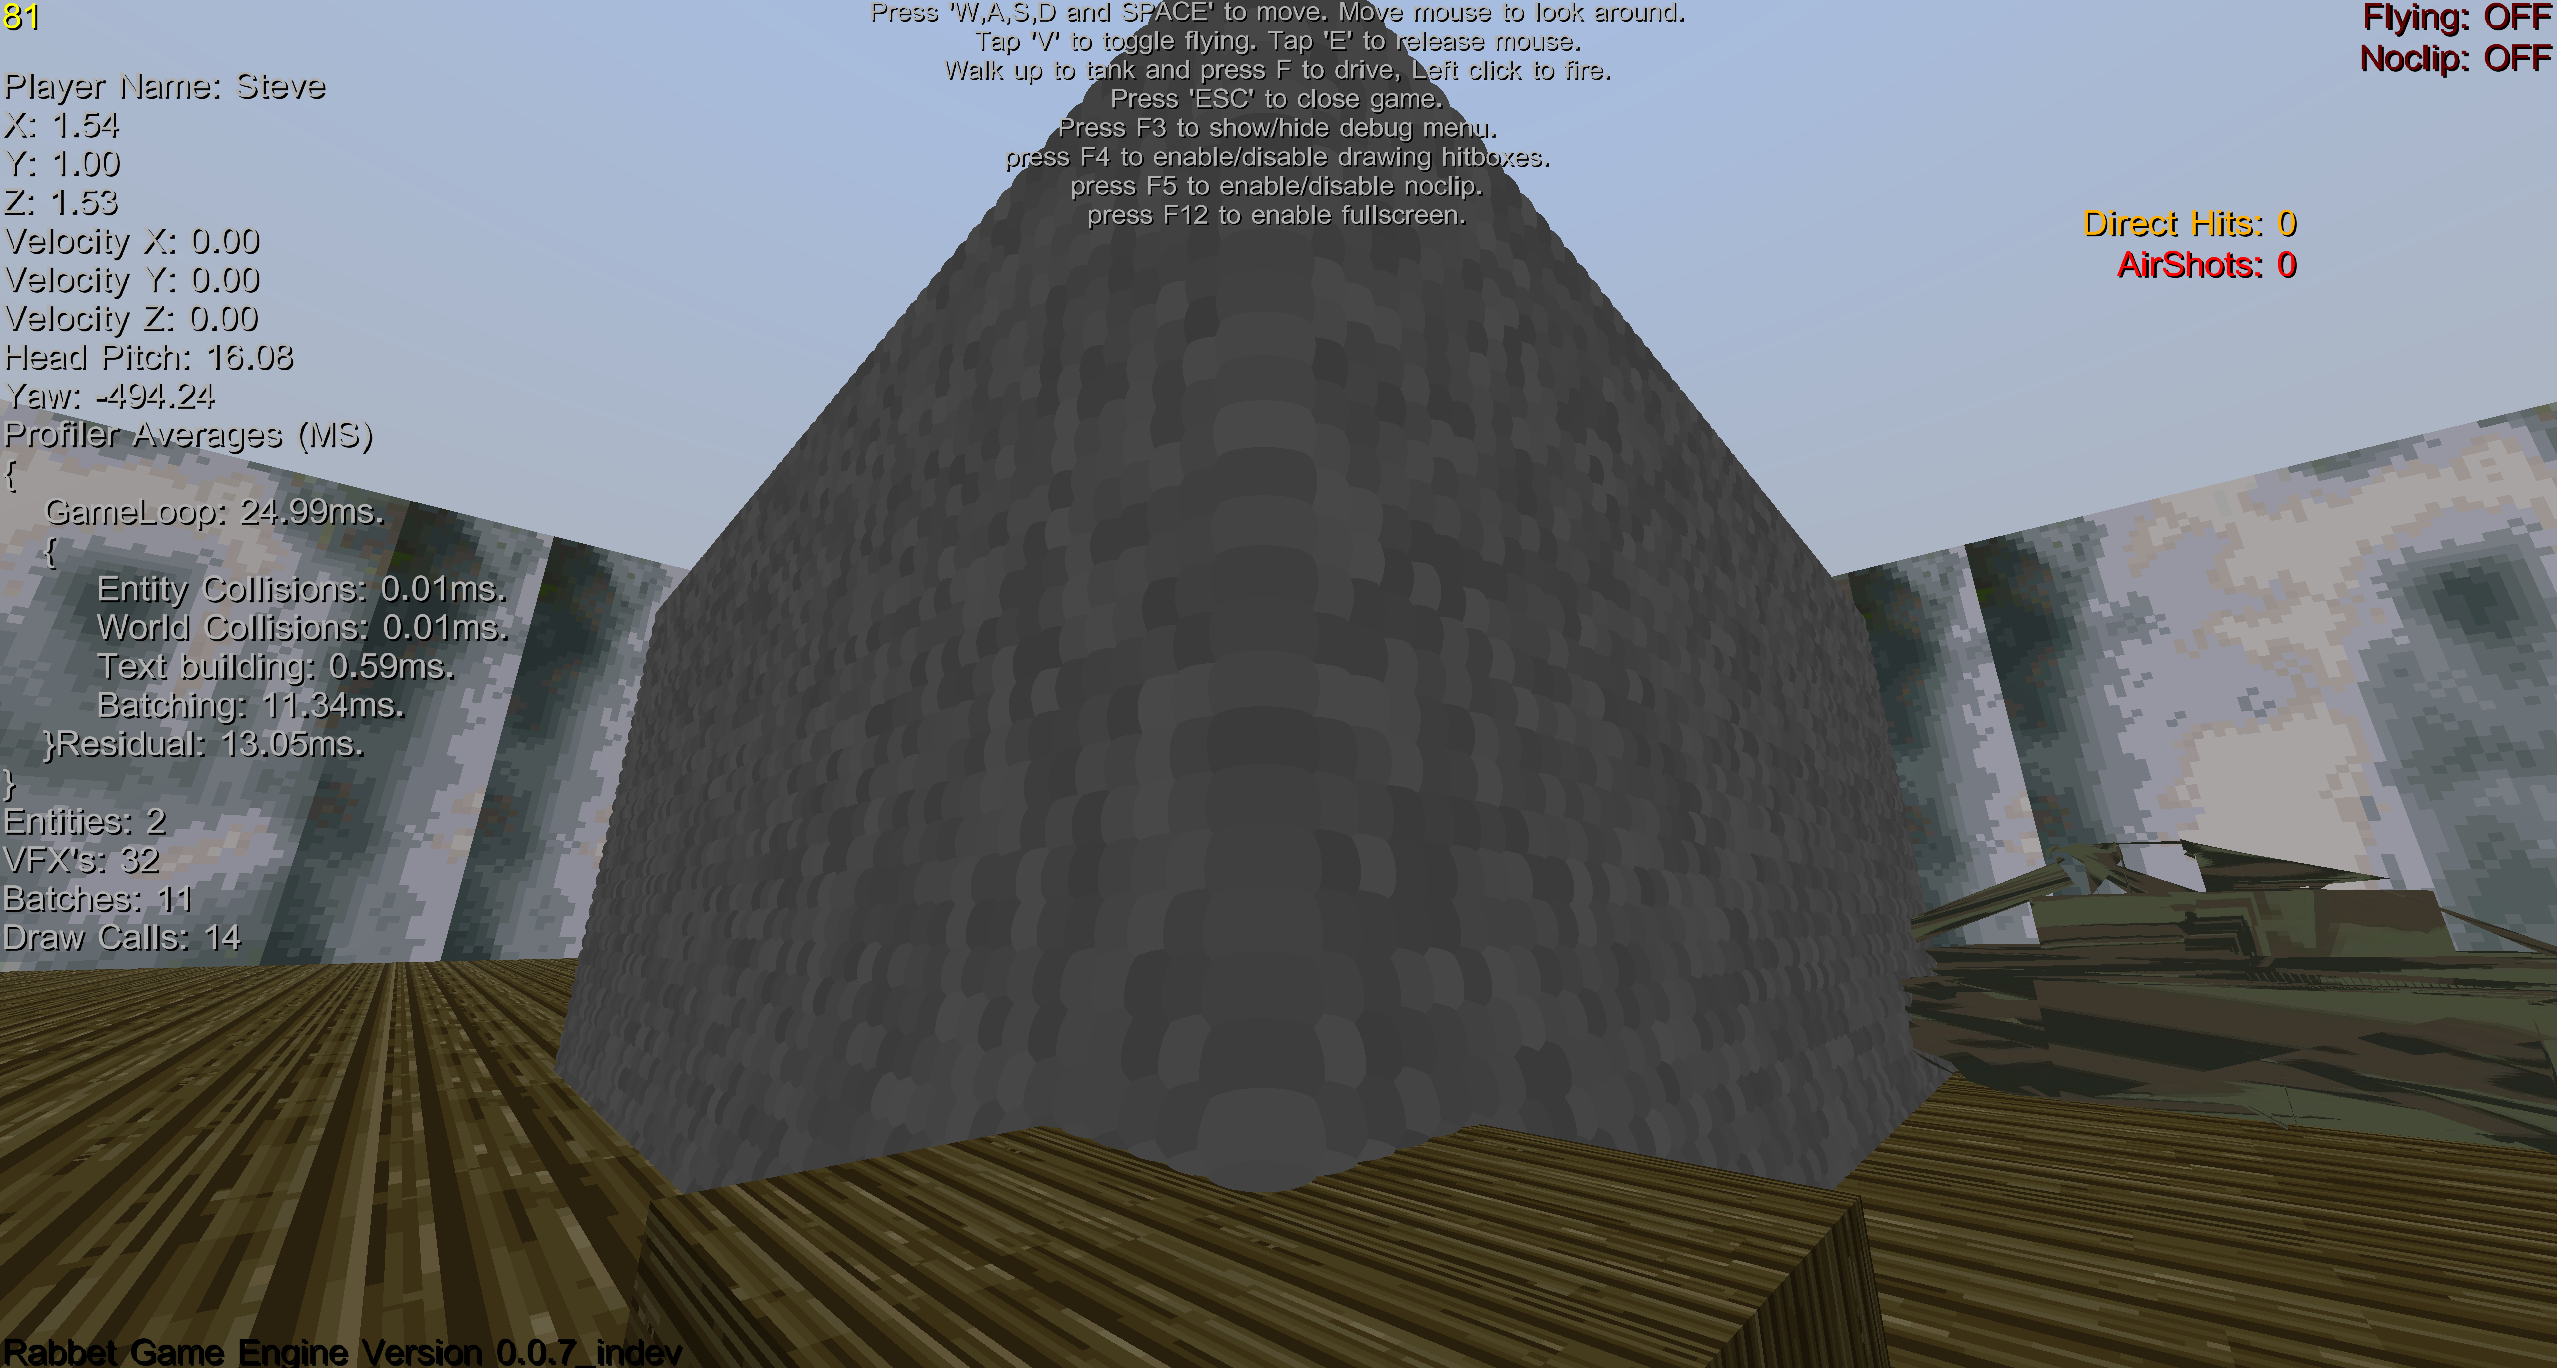 81
Player Name: Steve
X: 1.54
Y: 1.00
Z: 1.53
Velocity X: 0.00
Velocity Y: 0.00
Velocity Z: 0.00
Head Pitch: 16.08
Yaw: -494.24
Profiler Averages (MS)
{
GameLoop: 24.99ms.
{
Entity Collisions: 0.01ms.
World Collisions: 0.01ms.
Text building: 0.59ms.
Batching: 11.34ms.
}Residual: 13.05ms.
}
Entities: 2
VFX's: 32
Batches: 11
Draw Calls: 14
Press 'W,A,S,D and SPACE' to move. Move mouse to look around.
Tap 'V' to toggle flying. Tap 'E' to release mouse.
Walk up to tank and press F to drive, Left click to fire.
Press 'ESC' to close game.
Press F3 to show/hide debug menu.
press F4 to enable/disable drawing hitboxes.
press F5 to enable/disable noclip.
press F12 to enable fullscreen.
Flying: OFF
Noclip: OFF
Direct Hits: 0
AirShots: 0
Rabbet Game Engine Version 0.0.7_indev